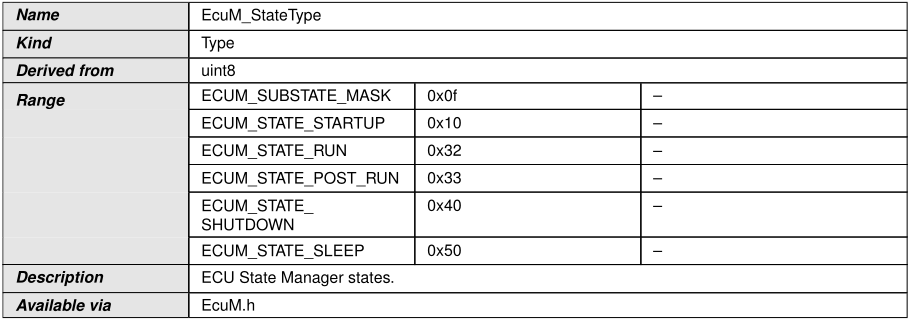 Name EcuM_StateType
Kind Type
Derived from uint8
Range ECUM_SUBSTATE_MASK 0x0f –
ECUM_STATE_STARTUP 0x10 –
ECUM_STATE_RUN 0x32 –
ECUM_STATE_POST_RUN 0x33 –
ECUM_STATE_ 0x40 –
SHUTDOWN
ECUM_STATE_SLEEP 0x50 –
Description ECU State Manager states.
Available via EcuM.h